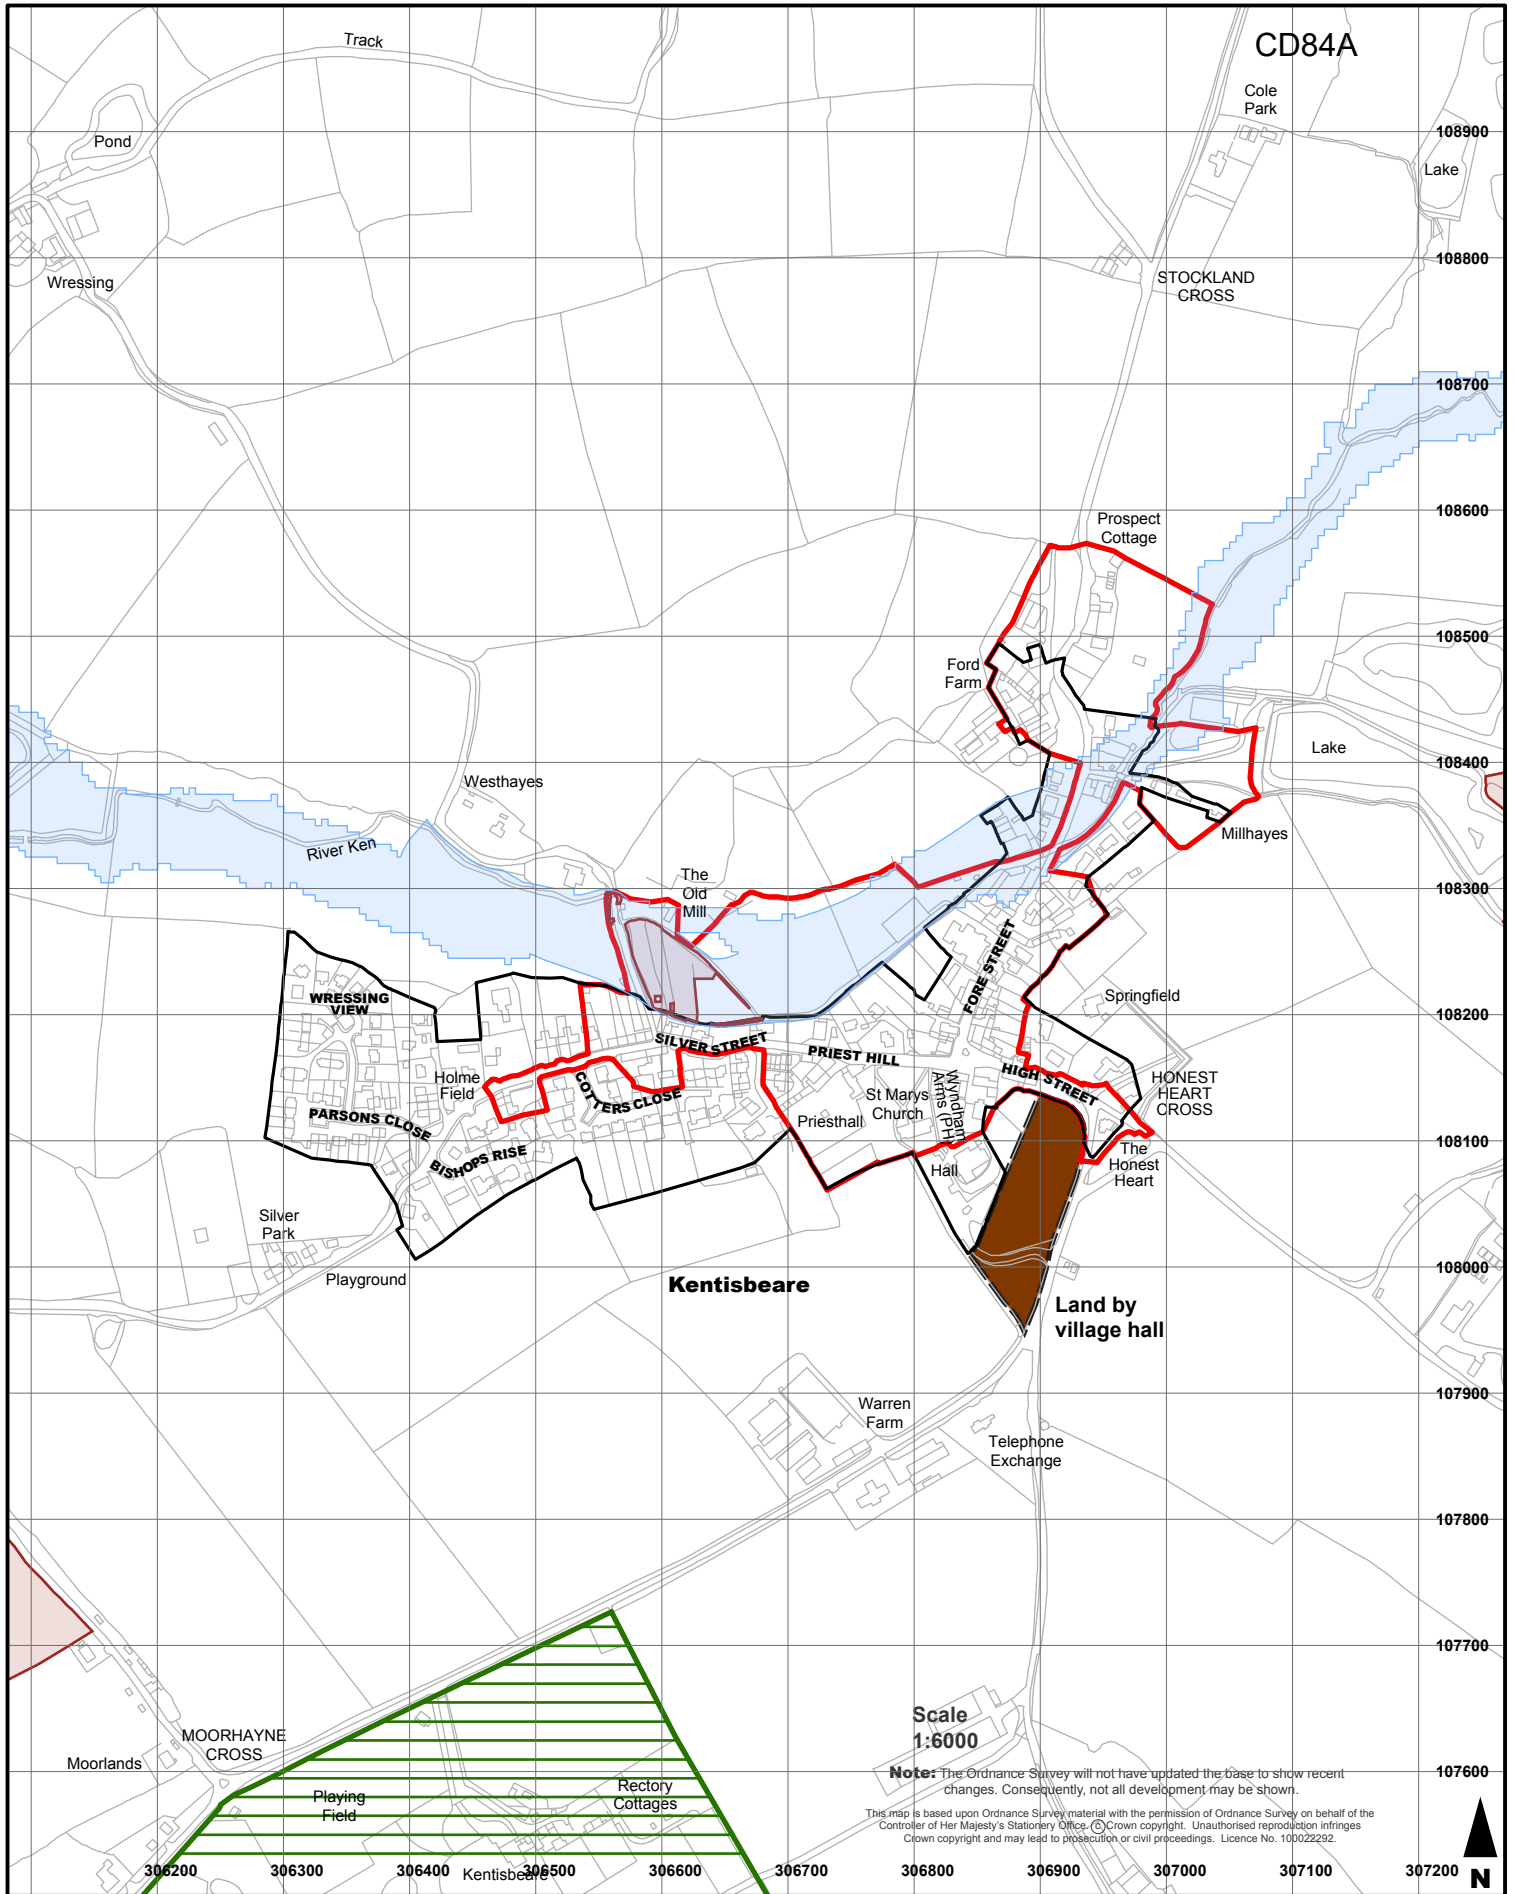 CD84A
Track
Cole
Park
Pond
108900
Lake
Wressing
108800
STOCKLAND
CROSS
108700
108600
Prospect
Cottage
108500
Ford
Farm
Lake
108400
Westhayes
Millhayes
River Ken
The
Old
Mill
108300
FORE STREET
WRESSING
VIEW
Springfield
108200
SILVER STREET
PRIEST HILL
HIGH STREET
HONEST
HEART
CROSS
Holme
Field
COTTERS CLOSE
St Marys
Church
Wyndham
Arms (PH)
PARSONS CLOSE
Priesthall
108100
BISHOPS RISE
Hall
The
Honest
Heart
Silver
Park
Playground
108000
Kentisbeare
Land by
village hall
107900
Warren
Farm
Telephone
Exchange
107800
107700
Scale
1:6000
MOORHAYNE
CROSS
Moorlands
107600
Note: The Ordnance Survey will not have updated the base to show recent
changes. Consequently, not all development may be shown.
Playing
Field
Rectory
Cottages
This map is based upon Ordnance Survey material with the permission of Ordnance Survey on behalf of the
Controller of Her Majesty's Stationery Office. © Crown copyright. Unauthorised reproduction infringes
Crown copyright and may lead to prosecution or civil proceedings. Licence No. 100022292.
306200
306300
306400
306500
306600
306700
306800
306900
307000
307100
307200
Kentisbeare
N